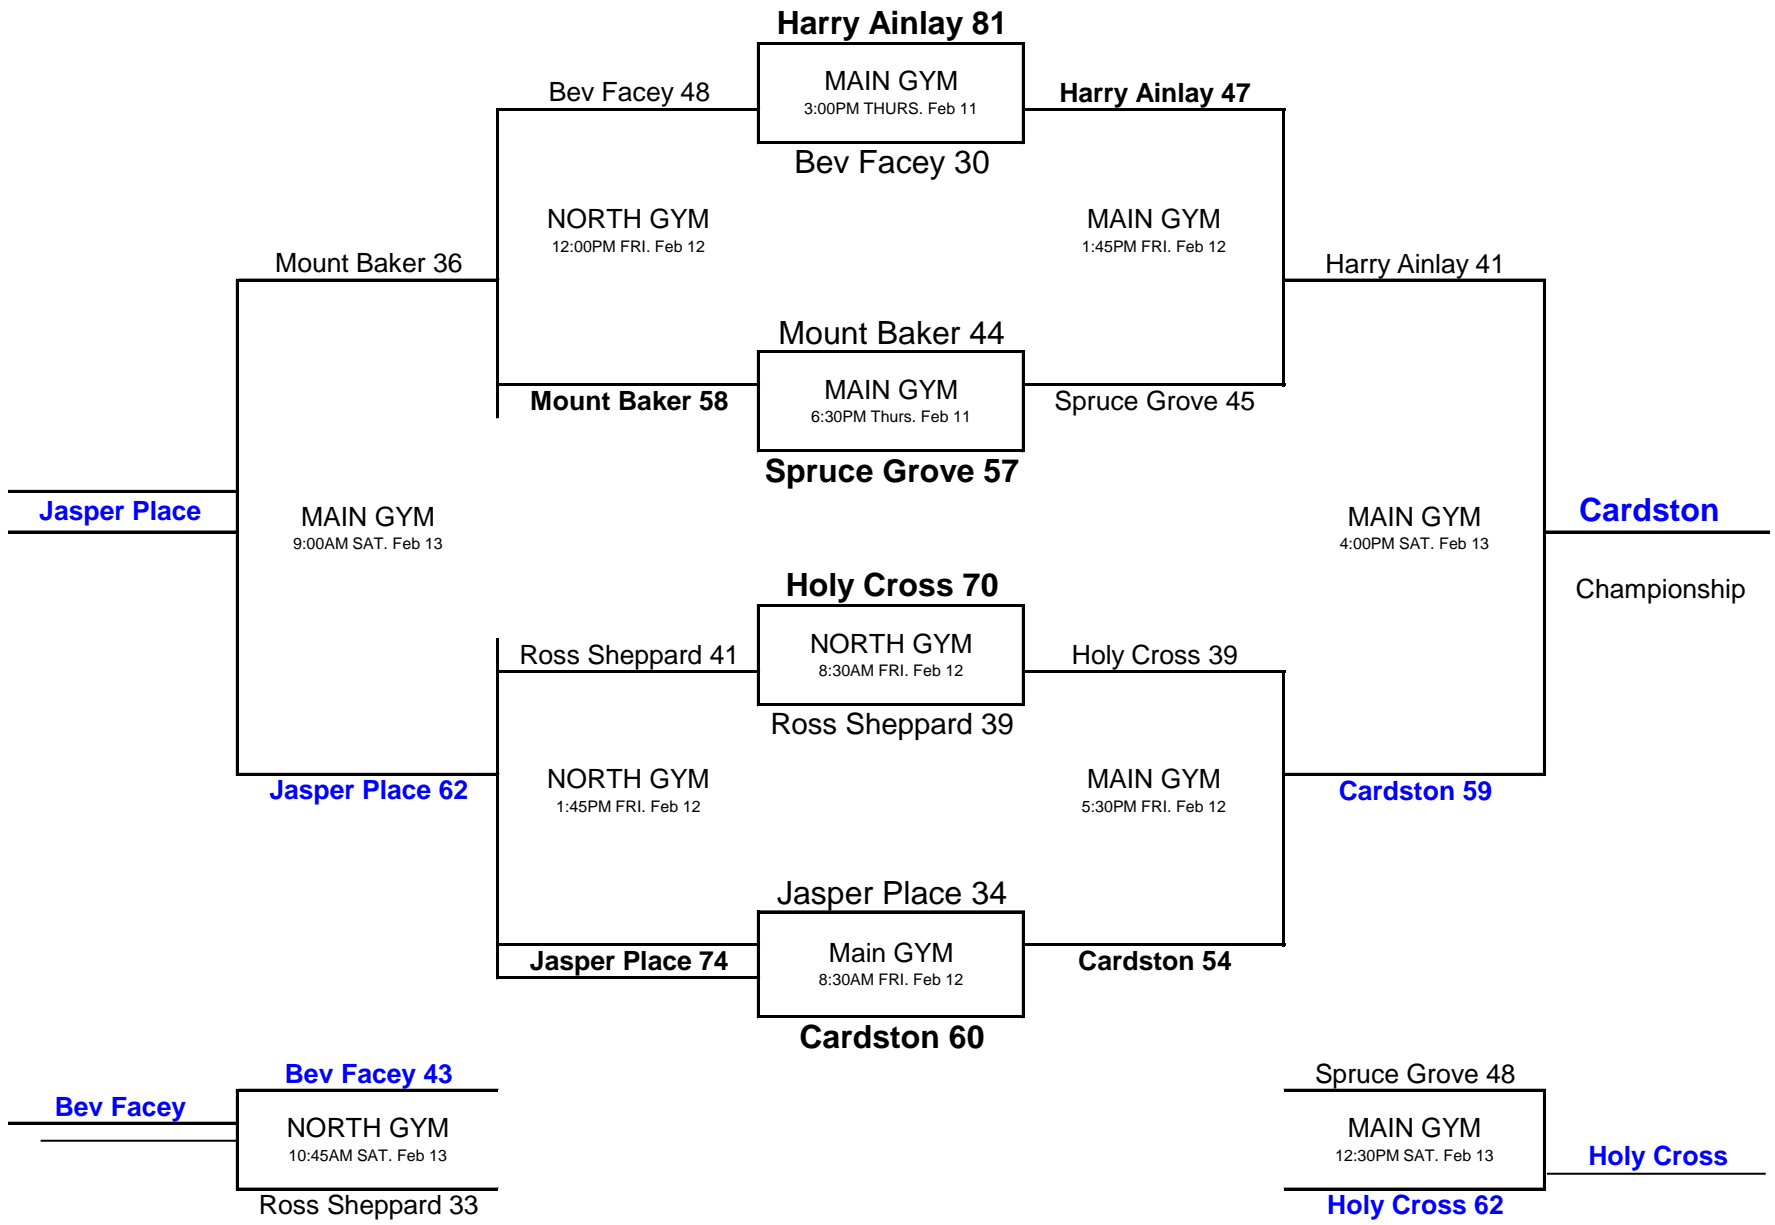 Harry Ainlay 81
MAIN GYM
3:00PM THURS. Feb 11
Bev Facey 48
Harry Ainlay 47
Bev Facey 30
NORTH GYM
12:00PM FRI. Feb 12
MAIN GYM
1:45PM FRI. Feb 12
Mount Baker 36
Harry Ainlay 41
Mount Baker 44
MAIN GYM
6:30PM Thurs. Feb 11
Mount Baker 58
Spruce Grove 45
Spruce Grove 57
Jasper Place
MAIN GYM
9:00AM SAT. Feb 13
MAIN GYM
4:00PM SAT. Feb 13
Cardston
Championship
Holy Cross 70
NORTH GYM
8:30AM FRI. Feb 12
Ross Sheppard 41
Holy Cross 39
Ross Sheppard 39
NORTH GYM
1:45PM FRI. Feb 12
MAIN GYM
5:30PM FRI. Feb 12
Jasper Place 62
Cardston 59
Jasper Place 34
Main GYM
8:30AM FRI. Feb 12
Jasper Place 74
Cardston 54
Cardston 60
Bev Facey 43
Spruce Grove 48
Bev Facey
NORTH GYM
10:45AM SAT. Feb 13
MAIN GYM
12:30PM SAT. Feb 13
Holy Cross
Ross Sheppard 33
Holy Cross 62